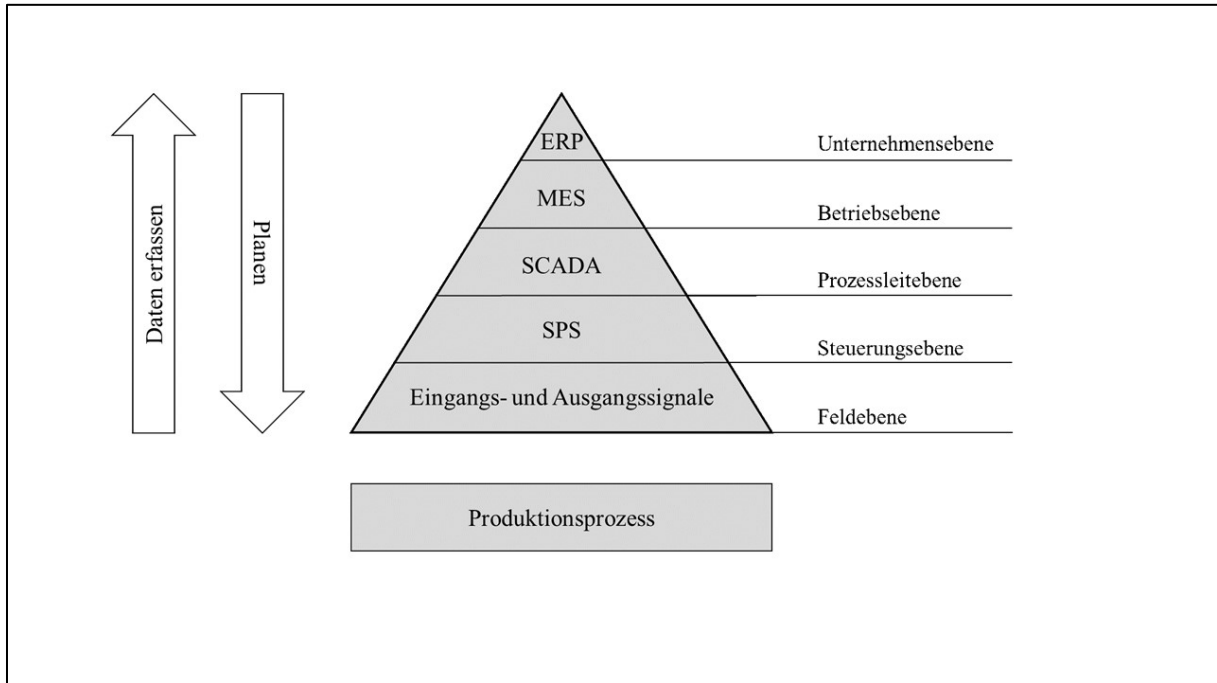 Daten erfassen
Planen
ERP
Unternehmensebene
MES
Betriebsebene
SCADA
Prozessleitebene
SPS
Steuerungsebene
Eingangs- und Ausgangssignale
Feldebene
Produktionsprozess